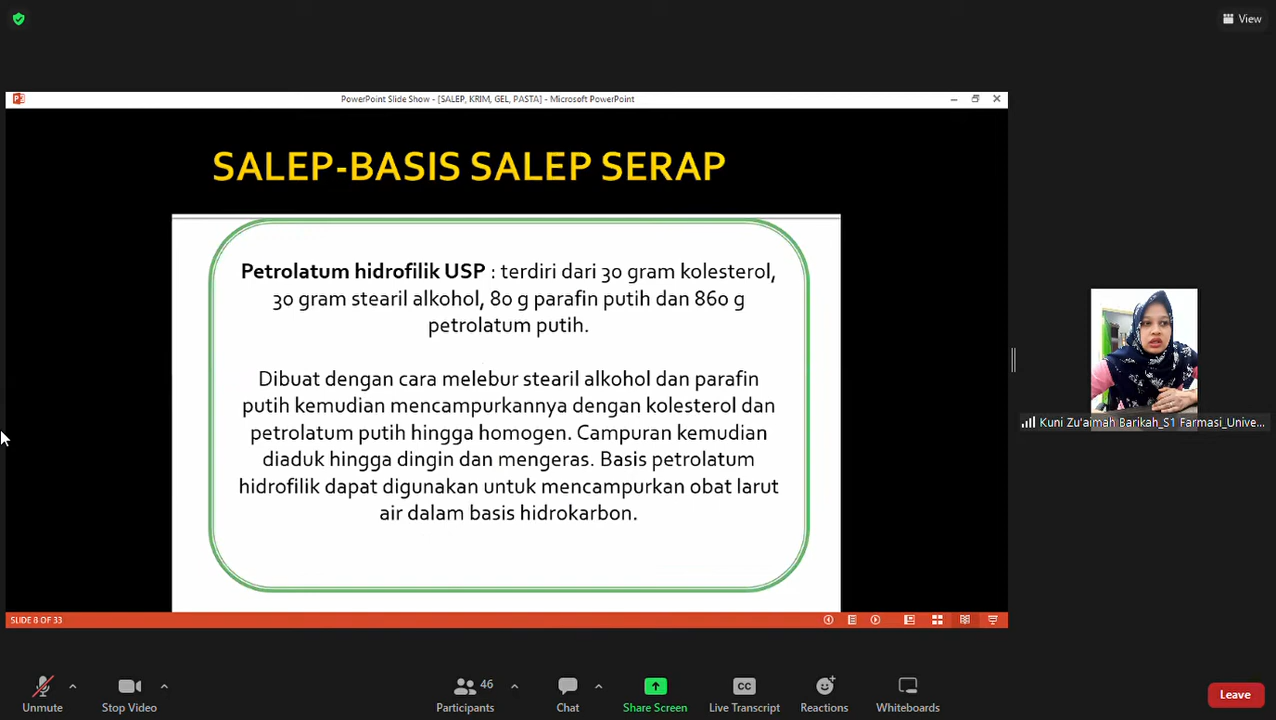 View
PowerPoint Slide Show - [SALEP, KRIM, GEL, PASTA] - Microsoft PowerPoint
SALEP-BASIS SALEP SERAP
Petrolatum hidrofilik USP : terdiri dari 30 gram kolesterol,
30 gram stearil alkohol, 80 g parafin putih dan 860 g
petrolatum putih.
Dibuat dengan cara melebur stearil alkohol dan parafin
putih kemudian mencampurkannya dengan kolesterol dan
petrolatum putih hingga homogen. Campuran kemudian
diaduk hingga dingin dan mengeras. Basis petrolatum
hidrofilik dapat digunakan untuk mencampurkan obat larut
air dalam basis hidrokarbon.
Kuni Zu'aimah Barikah_S1 Farmasi_Unive...
SLIDE 8 OF 33
Unmute
Stop Video
46
Participants
Chat
Share Screen
CC
Live Transcript
Reactions
Whiteboards
Leave